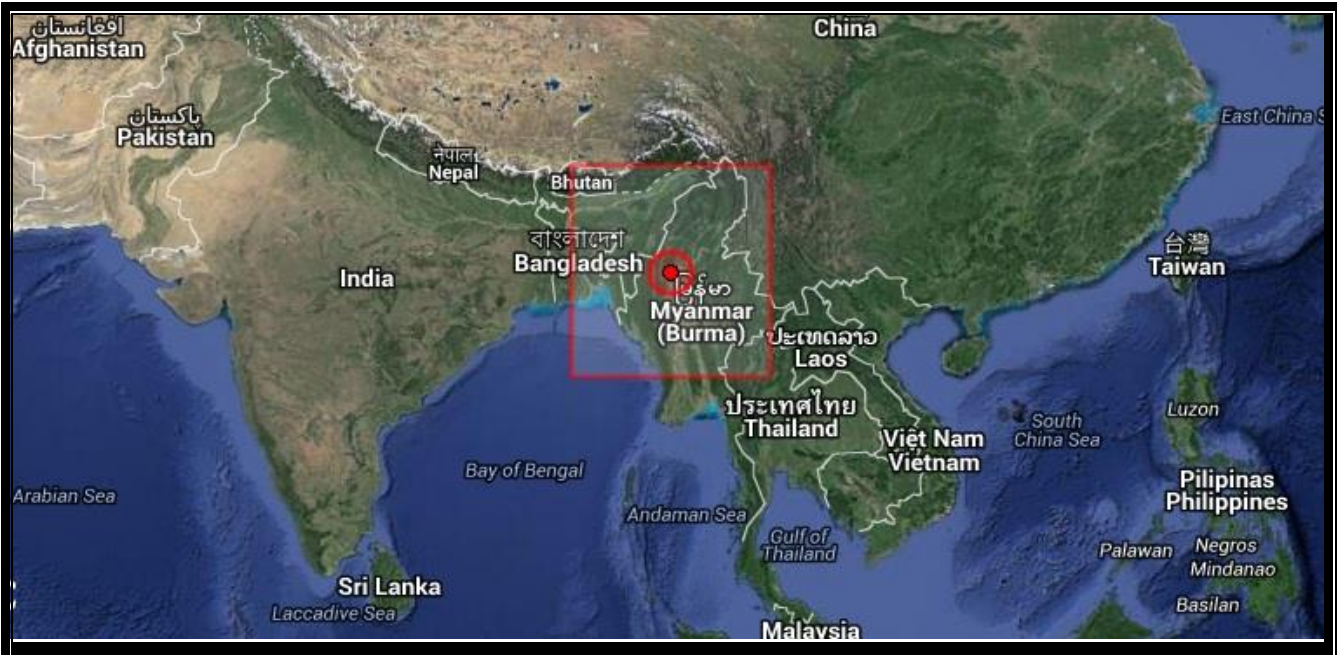 افغانستان
Afghanistan
China
پاکستان
Pakistan
East China S
नेपाल
Nepal
Bhutan
বাংলাদেশ
Bangladesh
India
台灣
Taiwan
မြန်မာ
Myanmar
(Burma)
ປະເທດລາວ
Laos
ประเทศไทย
Thailand
Luzon
South
China Sea
Việt Nam
Vietnam
Bay of Bengal
Arabian Sea
Pilipinas
Philippines
Andaman Sea
Gulf of
Thailand
Palawan
Negros
Mindanao
Sri Lanka
Laccadive Sea
Basilan
Malaysia